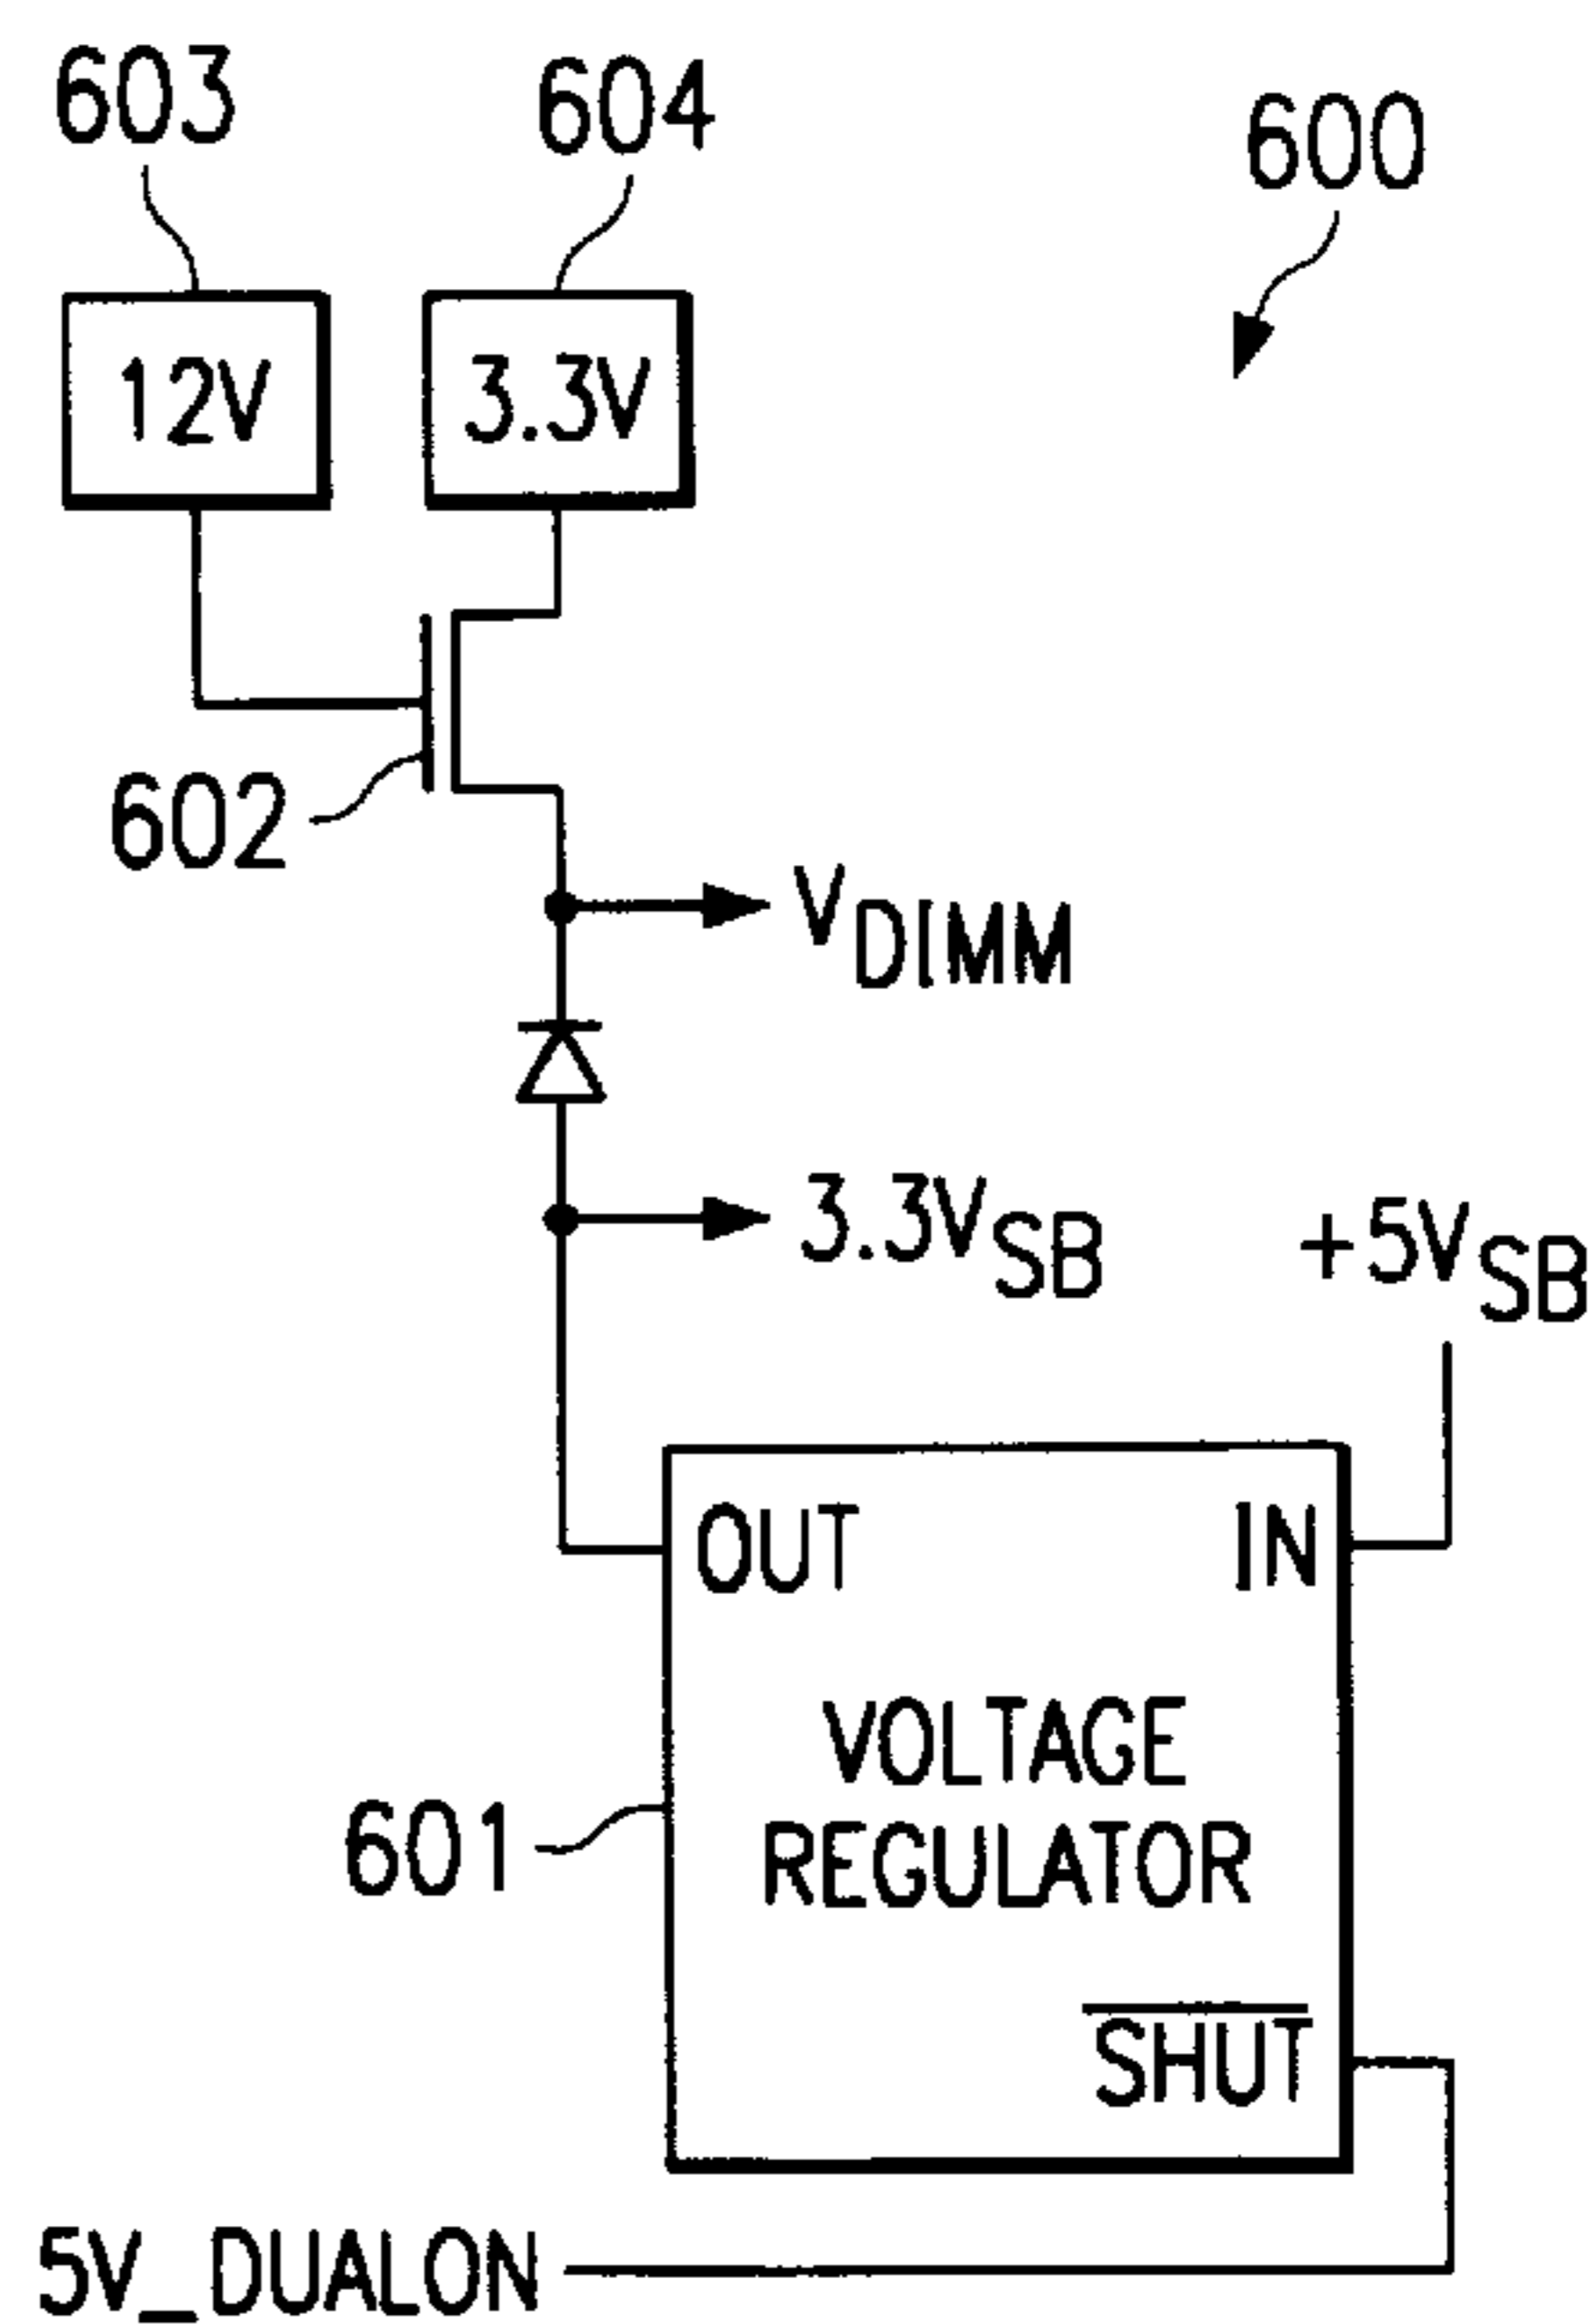 603
604
600
12V
3.3V
602
VDIMM
3.3VSB
+5VSB
OUT
IN
VOLTAGE
REGULATOR
601
SHUT
5V_DUALON